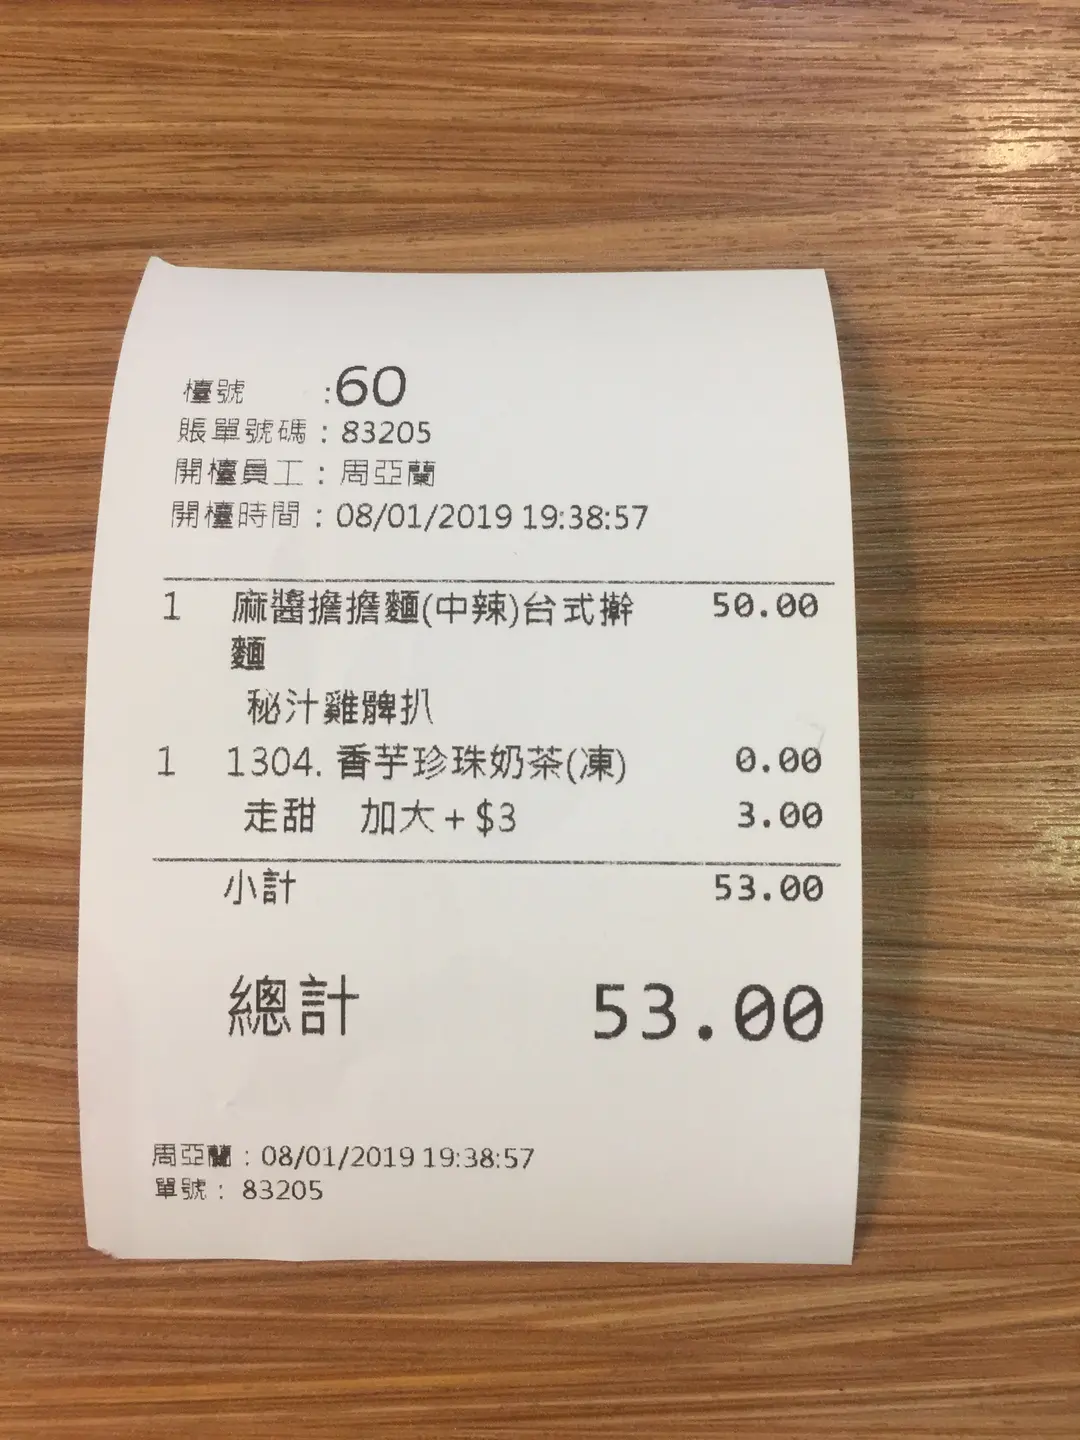 檯號 :60
賬單號碼 : 83205
開檯員工 : 周亞蘭
開檯時間 : 08/01/2019 19:38:57
1 麻醬擔擔麵(中辣)台式擀 50.00
麵
秘汁雞髀扒
1 1304. 香芋珍珠奶茶(凍) 0.00
走甜 加大+$3 3.00
小計 53.00
總計 53.00
周亞蘭 : 08/01/2019 19:38:57
單號 : 83205